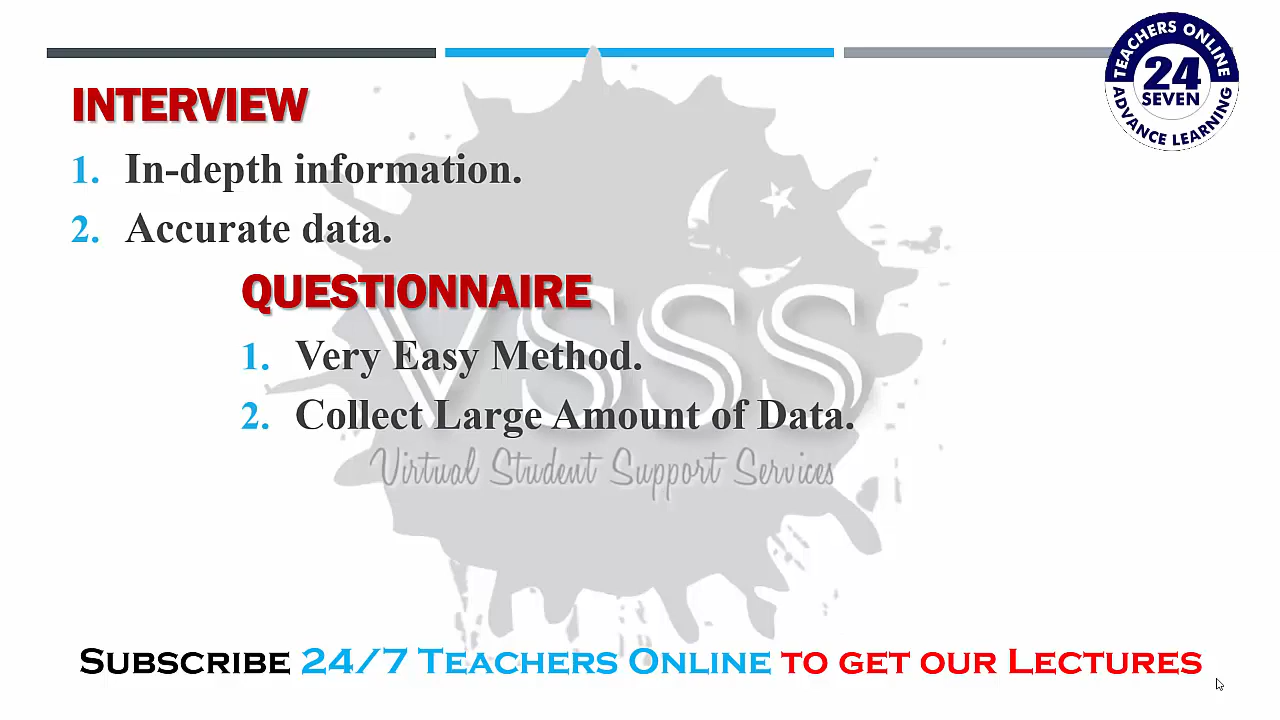 TEACHERS ONLINE
24
SEVEN
ADVANCE LEARNING
INTERVIEW
1. In-depth information.
2. Accurate data.
QUESTIONNAIRE
1. Very Easy Method.
2. Collect Large Amount of Data.
VSSS
Virtual Student Support Services
SUBSCRIBE 24/7 TEACHERS ONLINE TO GET OUR LECTURES